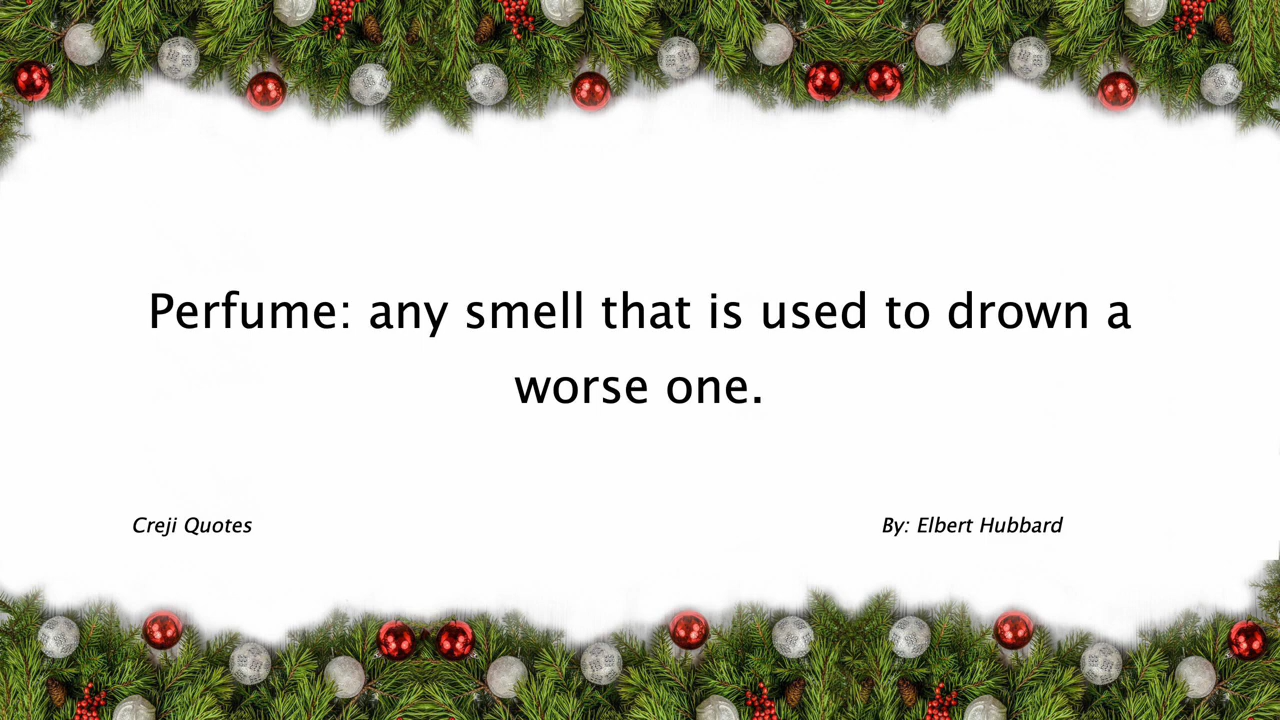 Perfume: any smell that is used to drown a
worse one.
Creji Quotes
By: Elbert Hubbard